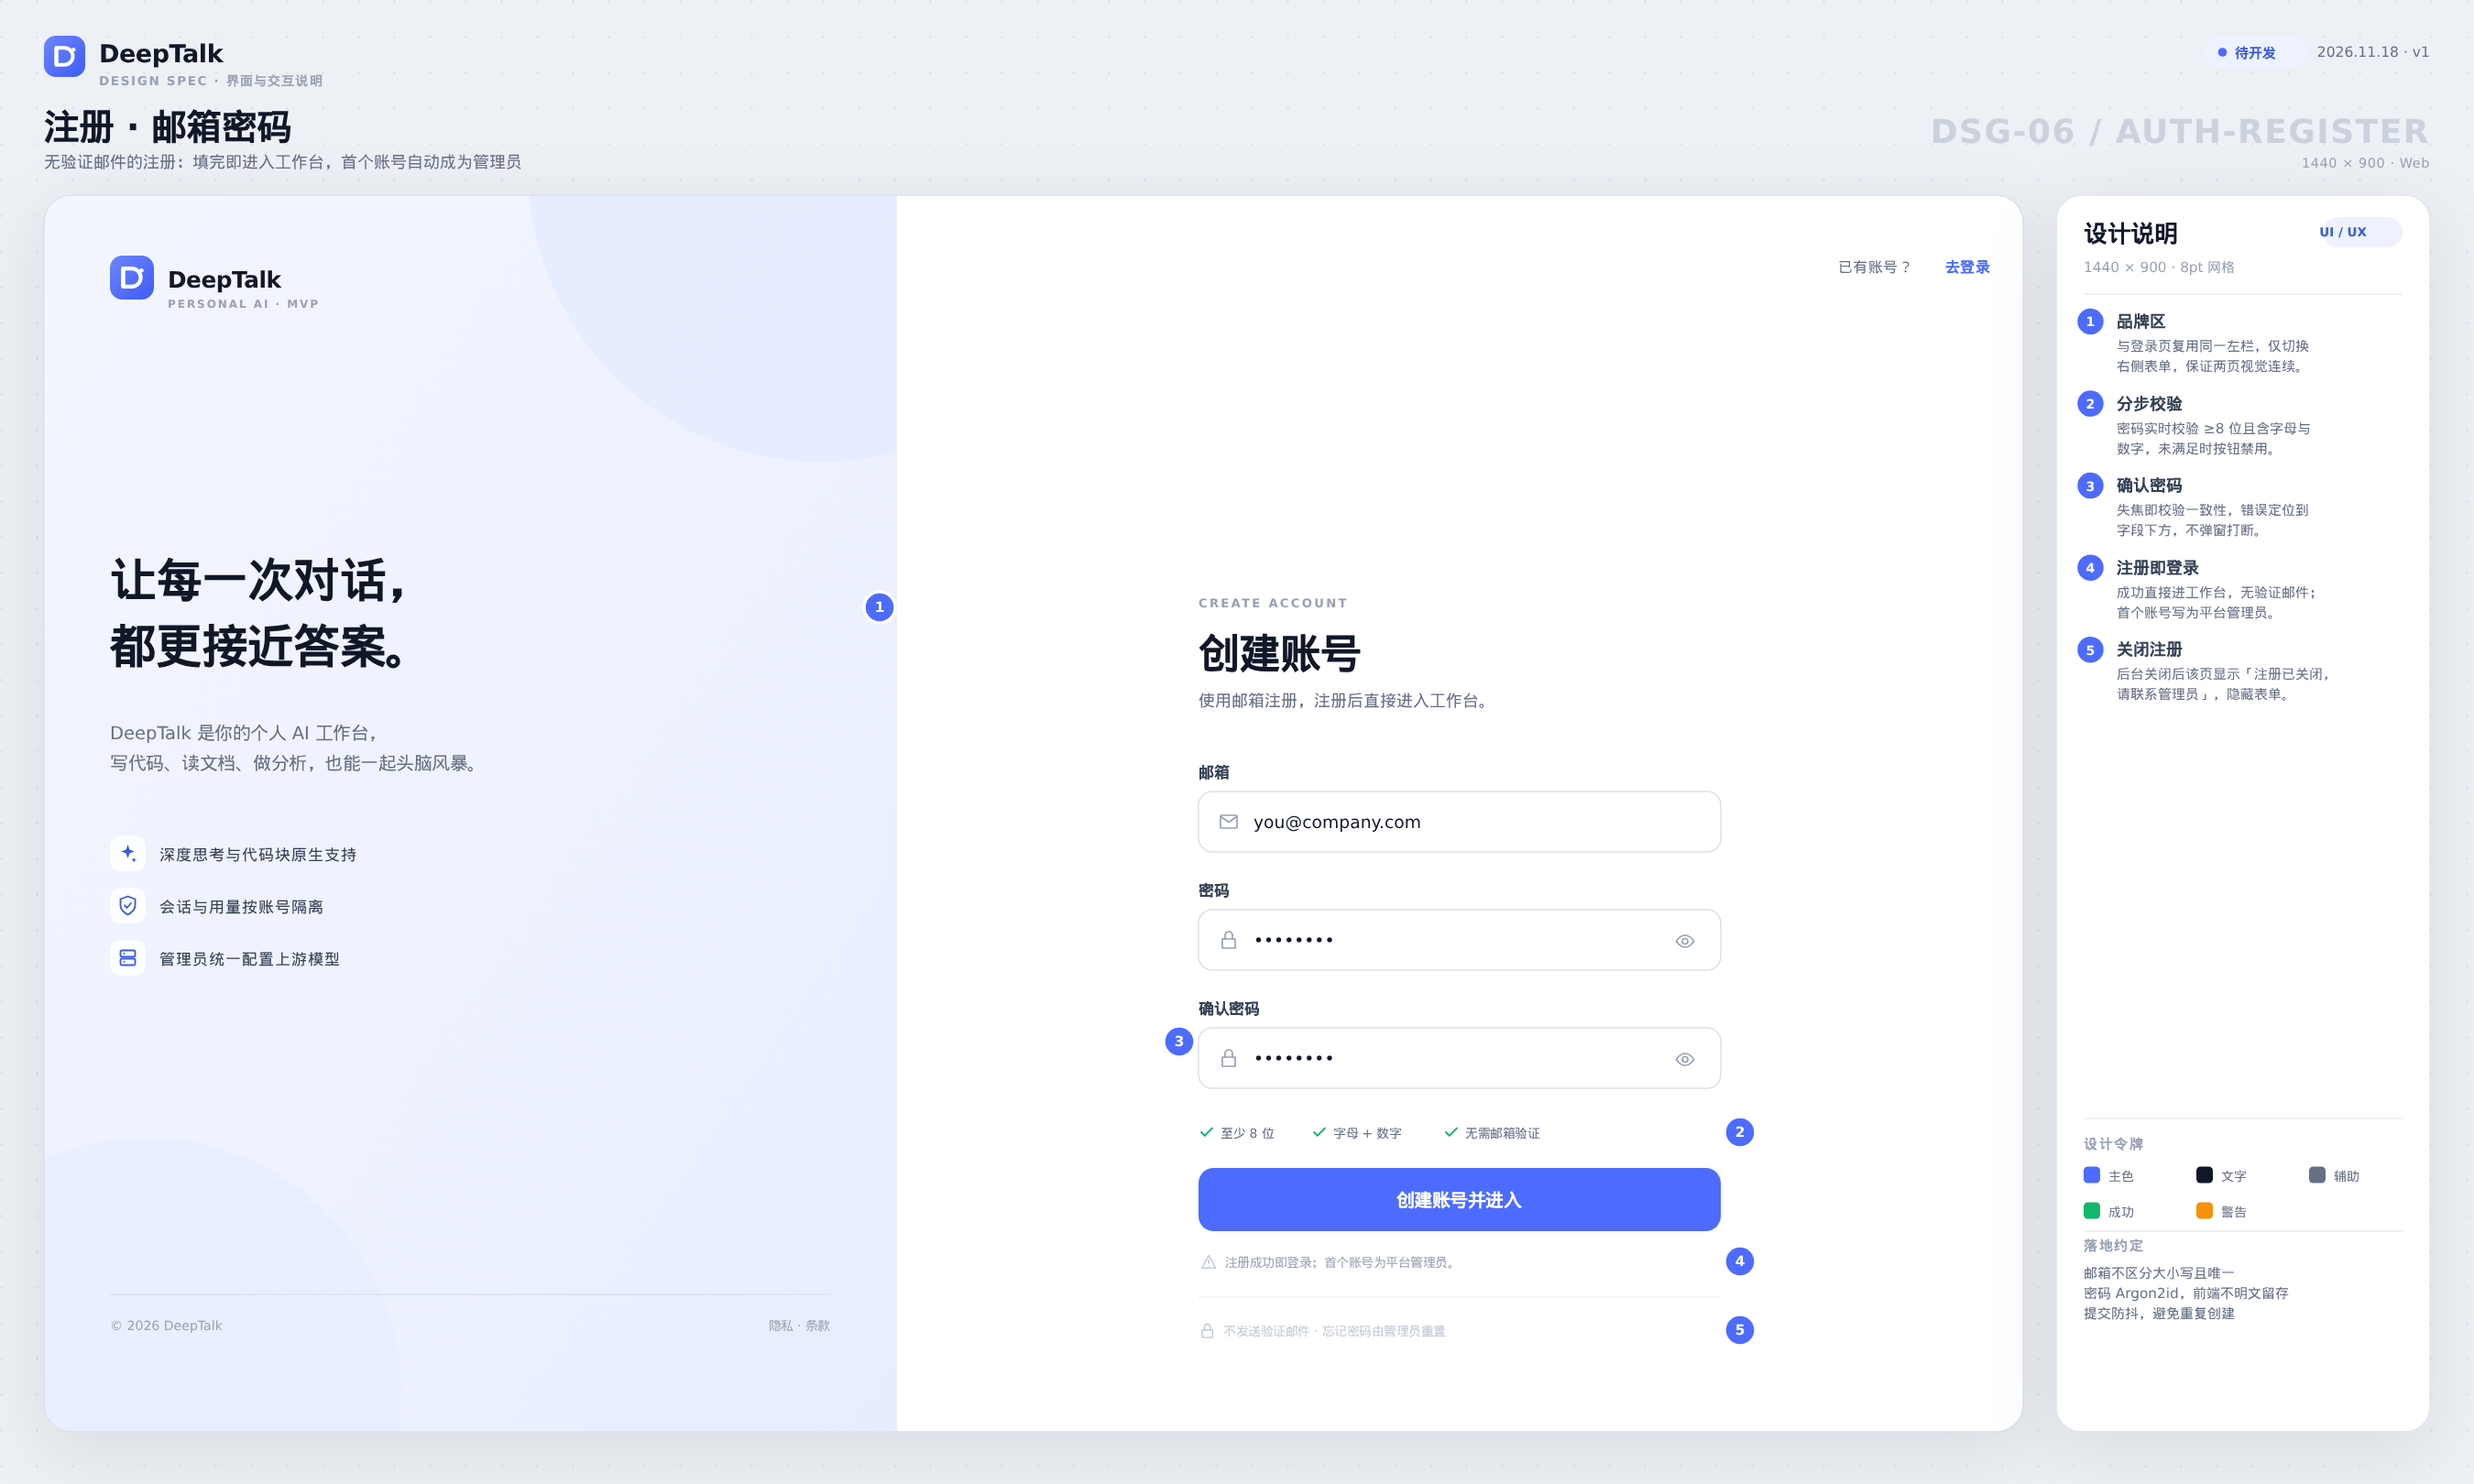 DeepTalk
DESIGN SPEC · 界面与交互说明
待开发
2026.11.18 · v1
注册 · 邮箱密码
无验证邮件的注册：填完即进入工作台，首个账号自动成为管理员
DSG-06 / AUTH-REGISTER
1440 × 900 · Web
DeepTalk
PERSONAL AI · MVP
让每一次对话，
都更接近答案。
DeepTalk 是你的个人 AI 工作台，
写代码、读文档、做分析，也能一起头脑风暴。
深度思考与代码块原生支持
会话与用量按账号隔离
管理员统一配置上游模型
© 2026 DeepTalk
隐私 · 条款
1
已有账号？ 去登录
CREATE ACCOUNT
创建账号
使用邮箱注册，注册后直接进入工作台。
邮箱
you@company.com
密码
••••••••
确认密码
3
••••••••
至少 8 位
字母 + 数字
无需邮箱验证
2
创建账号并进入
注册成功即登录；首个账号为平台管理员。
4
不发送验证邮件 · 忘记密码由管理员重置
5
设计说明
UI / UX
1440 × 900 · 8pt 网格
1 品牌区
与登录页复用同一左栏，仅切换
右侧表单，保证两页视觉连续。
2 分步校验
密码实时校验 ≥8 位且含字母与
数字，未满足时按钮禁用。
3 确认密码
失焦即校验一致性，错误定位到
字段下方，不弹窗打断。
4 注册即登录
成功直接进工作台，无验证邮件；
首个账号写为平台管理员。
5 关闭注册
后台关闭后该页显示「注册已关闭，
请联系管理员」，隐藏表单。
设计令牌
主色
文字
辅助
成功
警告
落地约定
邮箱不区分大小写且唯一
密码 Argon2id，前端不明文留存
提交防抖，避免重复创建